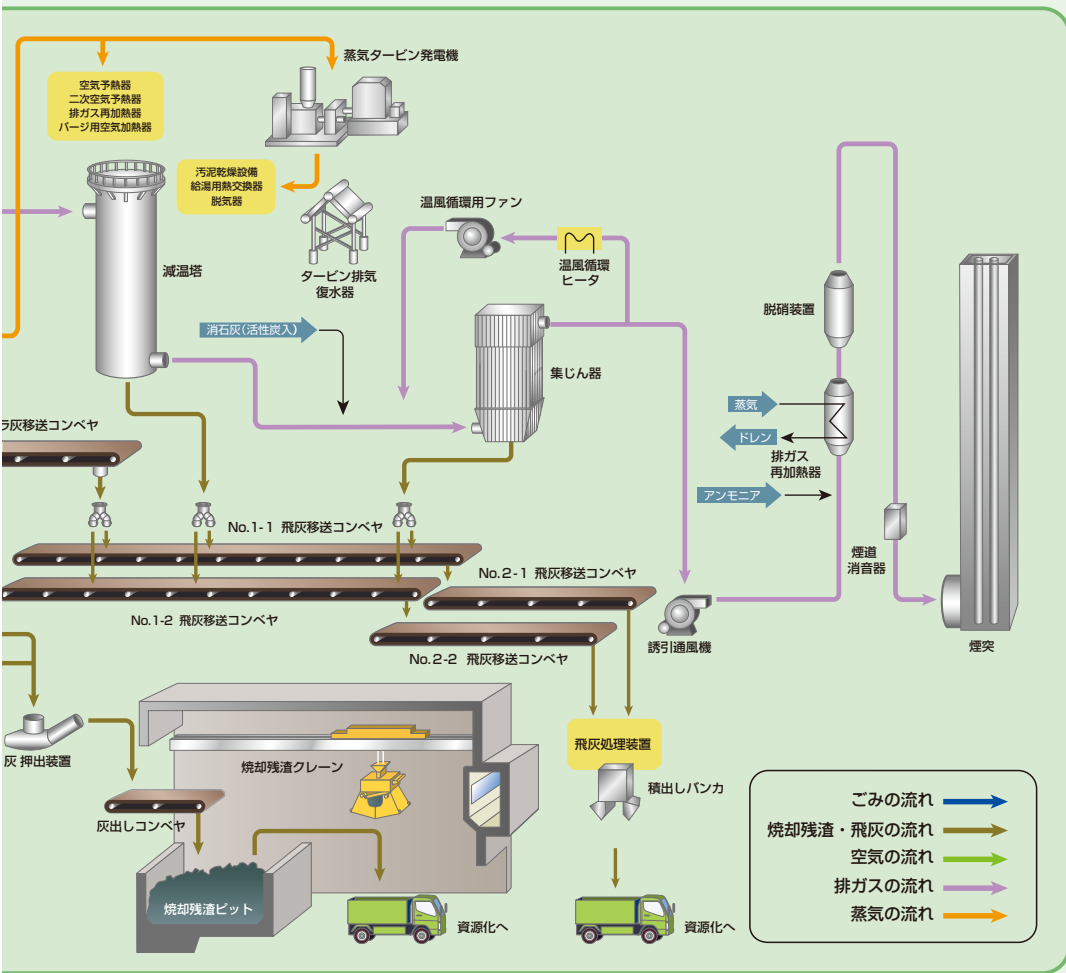 蒸気タービン発電機
空気予熱器
二次空気予熱器
排ガス再加熱器
パージ用空気加熱器
汚泥乾燥設備
給湯用熱交換器
脱気器
温風循環用ファン
減温塔
タービン排気
復水器
温風循環
ヒータ
脱硝装置
消石灰(活性炭入)
集じん器
蒸気
ドレン
排ガス
再加熱器
アンモニア
ラ灰移送コンベヤ
No.1-1 飛灰移送コンベヤ
煙道
消音器
No.2-1 飛灰移送コンベヤ
No.1-2 飛灰移送コンベヤ
誘引通風機
煙突
No.2-2 飛灰移送コンベヤ
飛灰処理装置
灰 押出装置
焼却残渣クレーン
積出しバンカ
灰出しコンベヤ
焼却残渣ピット
資源化へ
資源化へ
ごみの流れ
焼却残渣・飛灰の流れ
空気の流れ
排ガスの流れ
蒸気の流れ